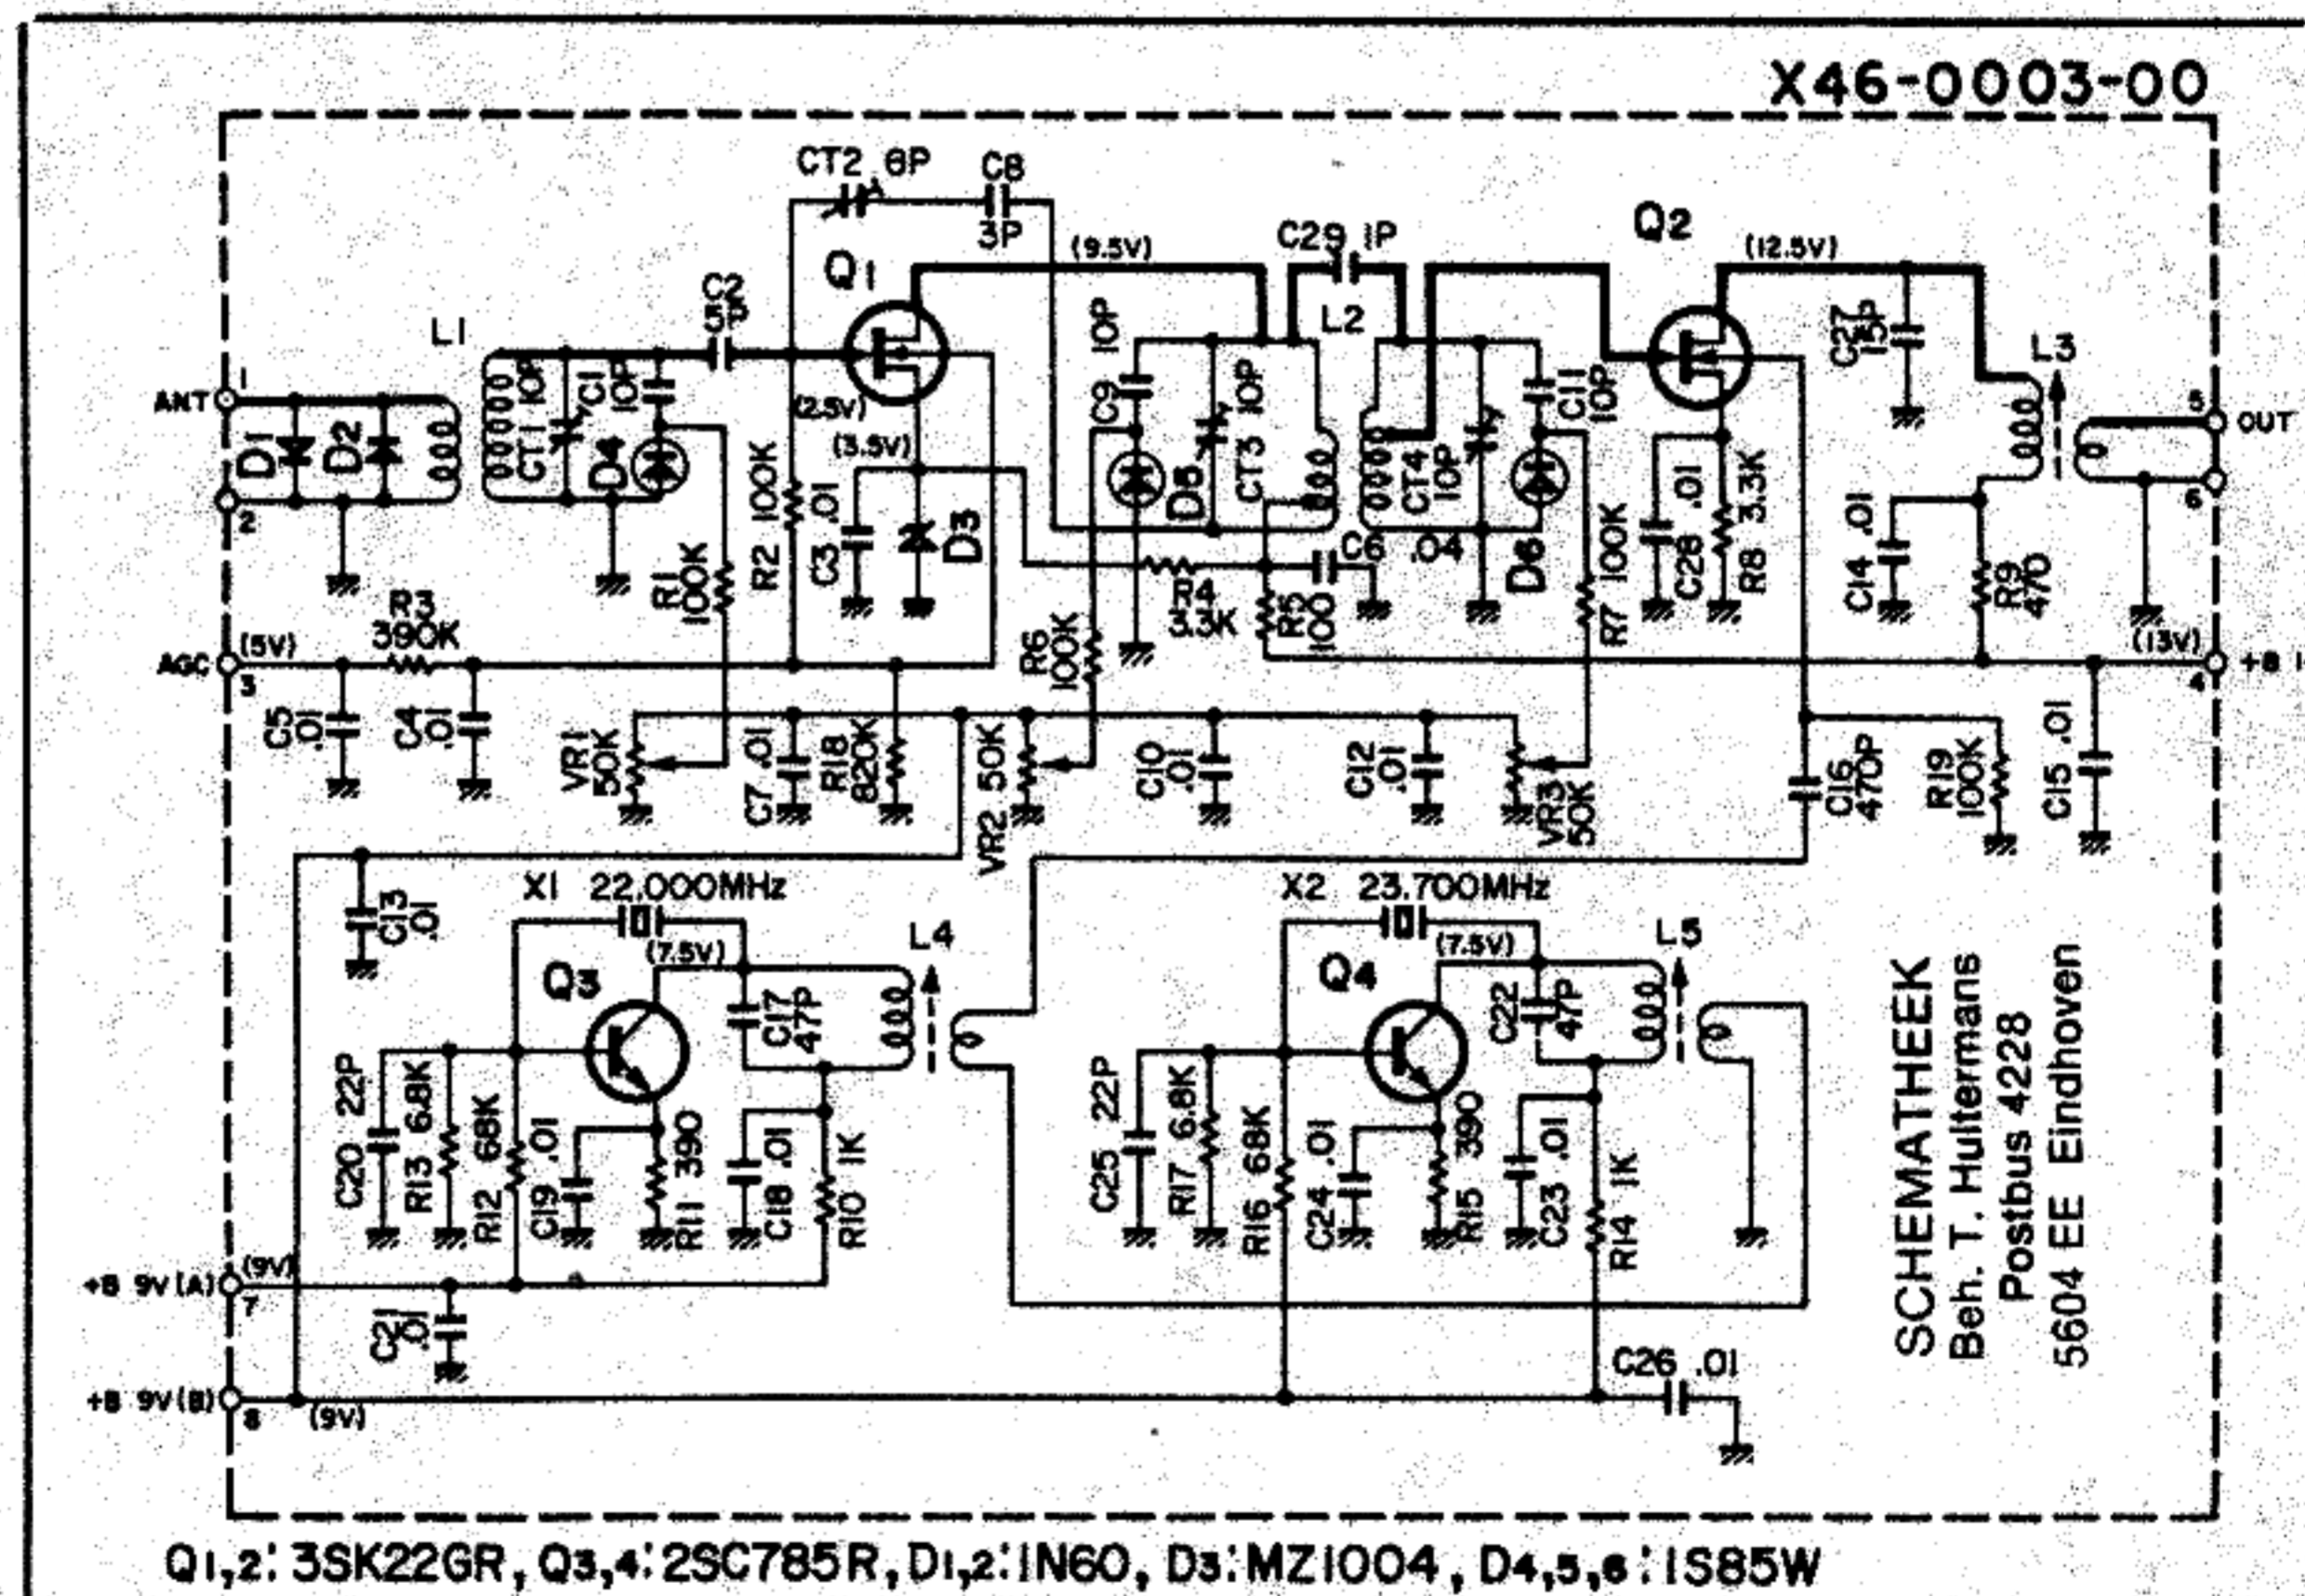 X46-0003-00
CT2 6P
C8
3P
Q1
(9.5V)
C29 1P
Q2
(12.5V)
C2
5P
L1
CT1 10P
C1
10P
D4
10P
C9
L2
CT3 10P
D5
CT4
10P
C11
10P
D6
C27
15P
L3
ANT
1
D1
D2
2
(2.5V)
(3.5V)
R2 100K
C3 .01
D3
R1
100K
R4
3.3K
C6 .04
R5
100
R6
100K
R7 100K
C28 .01
R8 3.3K
C14 .01
R9
470
5
OUT
6
(13V)
4
R3
390K
(5V)
AGC
3
C5
.01
C4
.01
VR1
50K
C7 .01
R18
820K
VR2 50K
C10
.01
C12
.01
VR3
50K
C16
470P
R19
100K
C15 .01
C13
.01
X1 22.000MHz
(7.5V)
L4
Q3
C17
47P
C20 22P
R13 6.8K
R12 68K
C19 .01
R11 390
C18 .01
R10 1K
X2 23.700MHz
(7.5V)
L5
Q4
C22
47P
C25 22P
R17 6.8K
R16 68K
C24 .01
R15 390
C23 .01
R14 1K
+B 9V(A)
(9V)
7
C21
.01
+B 9V(B)
8
(9V)
C26 .01
SCHEMATHEEK
Beh. T. Hultermans
Postbus 4228
5604 EE Eindhoven
Q1,2: 3SK22GR, Q3,4: 2SC785R, D1,2: 1N60, D3: MZ1004, D4,5,6: 1S85W